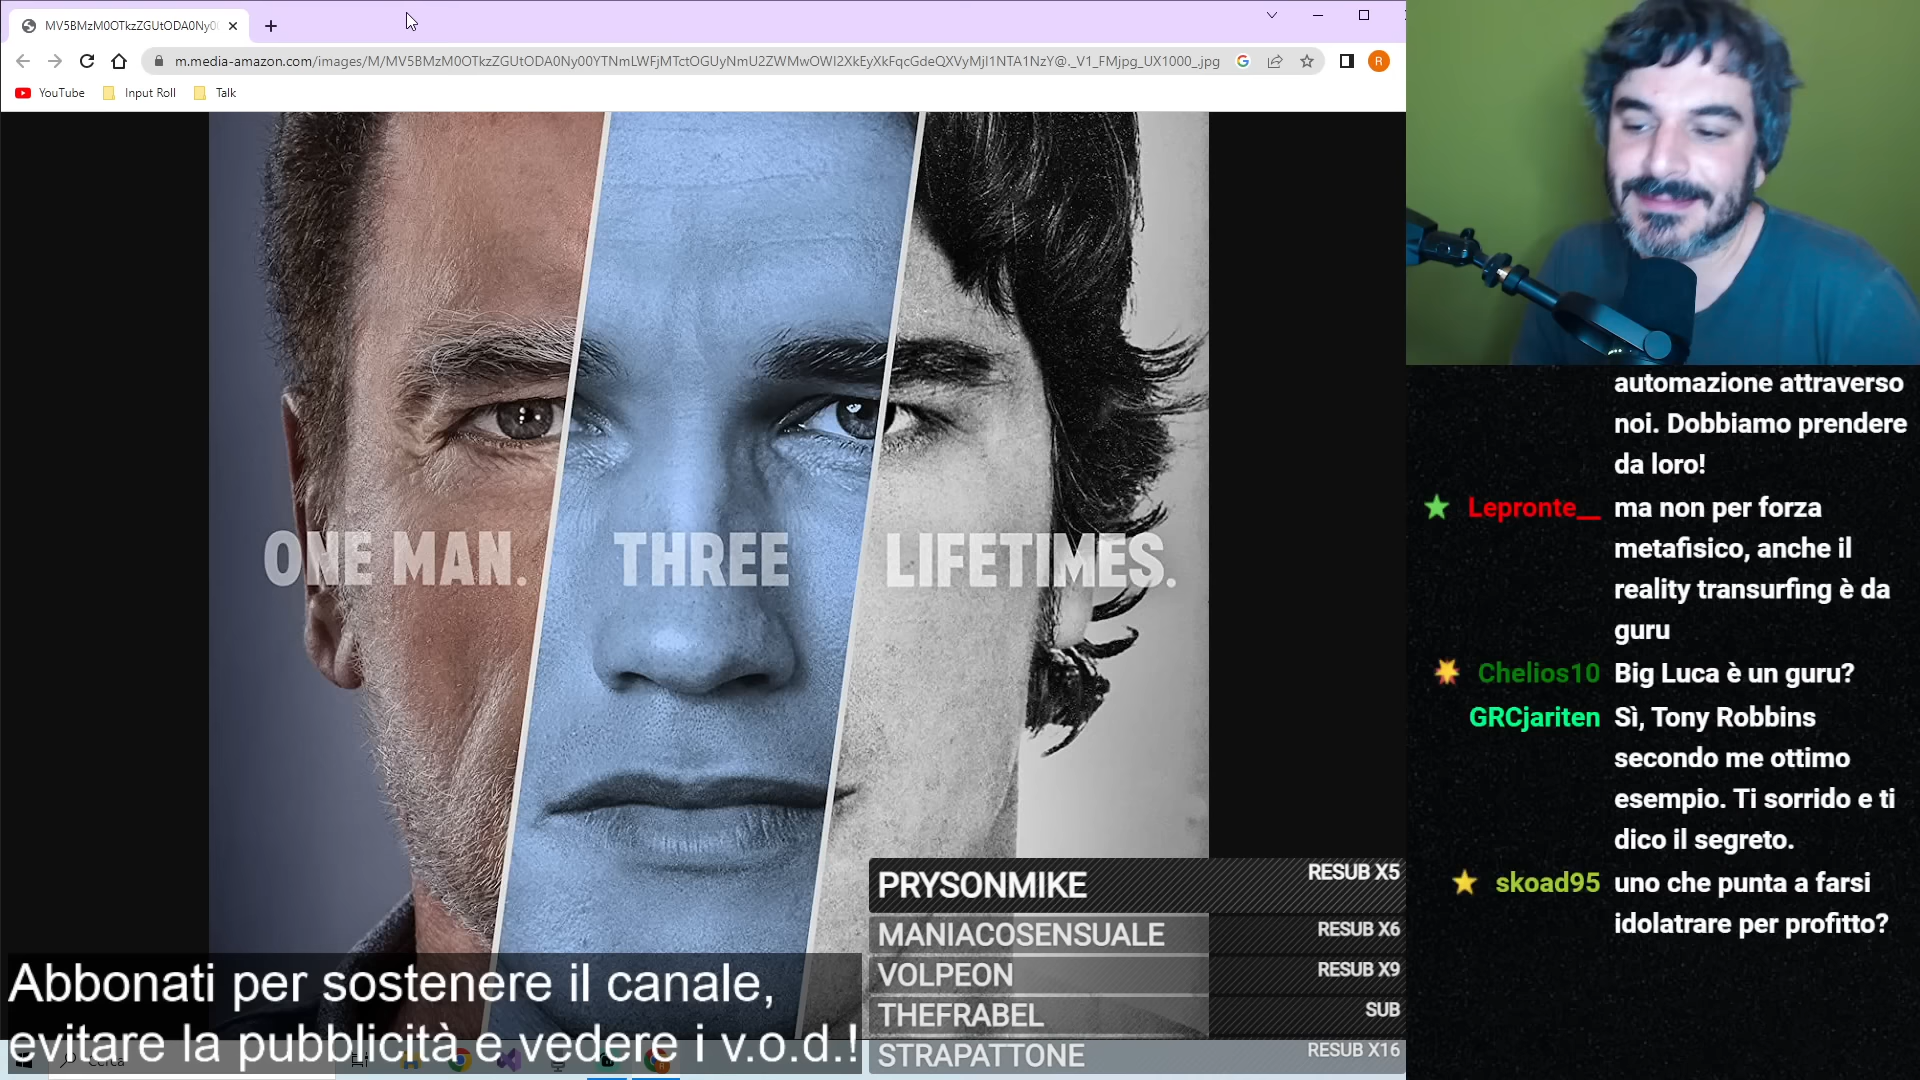 MV5BMzM0OTkzZGUtODA0Ny0
m.media-amazon.com/images/M/MV5BMzM0OTkzZGUtODA0Ny00YTNmLWFjMTctOGUyNmU2ZWMwOWI2XkEyXkFqcGdeQXVyMjI1NTA1NzY@._V1_FMjpg_UX1000_.jpg
R
YouTube
Input Roll
Talk
ONE MAN. THREE LIFETIMES.
automazione attraverso
noi. Dobbiamo prendere
da loro!
Lepronte__ ma non per forza
metafisico, anche il
reality transurfing è da
guru
Chelios10 Big Luca è un guru?
GRCjariten Sì, Tony Robbins
secondo me ottimo
esempio. Ti sorrido e ti
dico il segreto.
skoad95 uno che punta a farsi
idolatrare per profitto?
PRYSONMIKE RESUB X5
MANIACOSENSUALE RESUB X6
VOLPEON RESUB X9
THEFRABEL SUB
STRAPATTONE RESUB X16
Abbonati per sostenere il canale,
evitare la pubblicità e vedere i v.o.d.!
Cerca